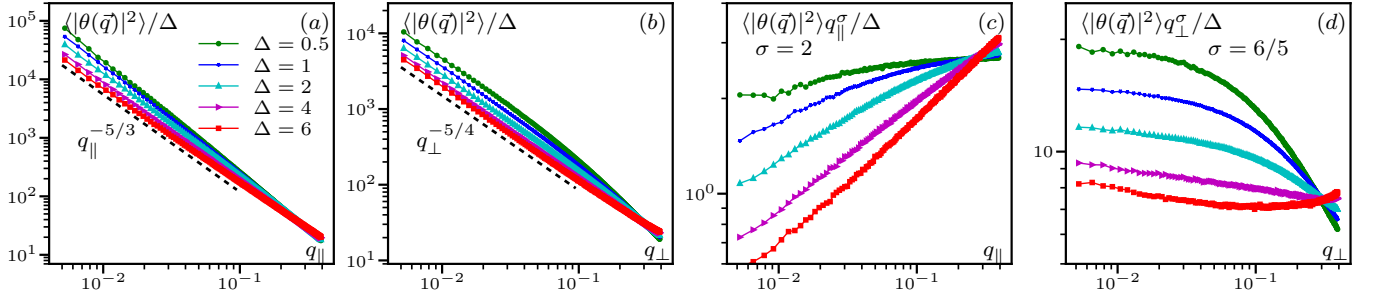 ⟨|θ(q⃗)|²⟩/Δ (a)
10⁵
10⁴
10³
10²
10¹
Δ = 0.5
Δ = 1
Δ = 2
Δ = 4
Δ = 6
q∥^−5/3
q∥
10⁻² 10⁻¹
⟨|θ(q⃗)|²⟩/Δ (b)
10⁴
10³
10²
10¹
q⊥^−5/4
q⊥
10⁻² 10⁻¹
⟨|θ(q⃗)|²⟩q∥^σ/Δ (c)
σ = 2
10⁰
q∥
10⁻² 10⁻¹
⟨|θ(q⃗)|²⟩q⊥^σ/Δ (d)
σ = 6/5
10
q⊥
10⁻² 10⁻¹